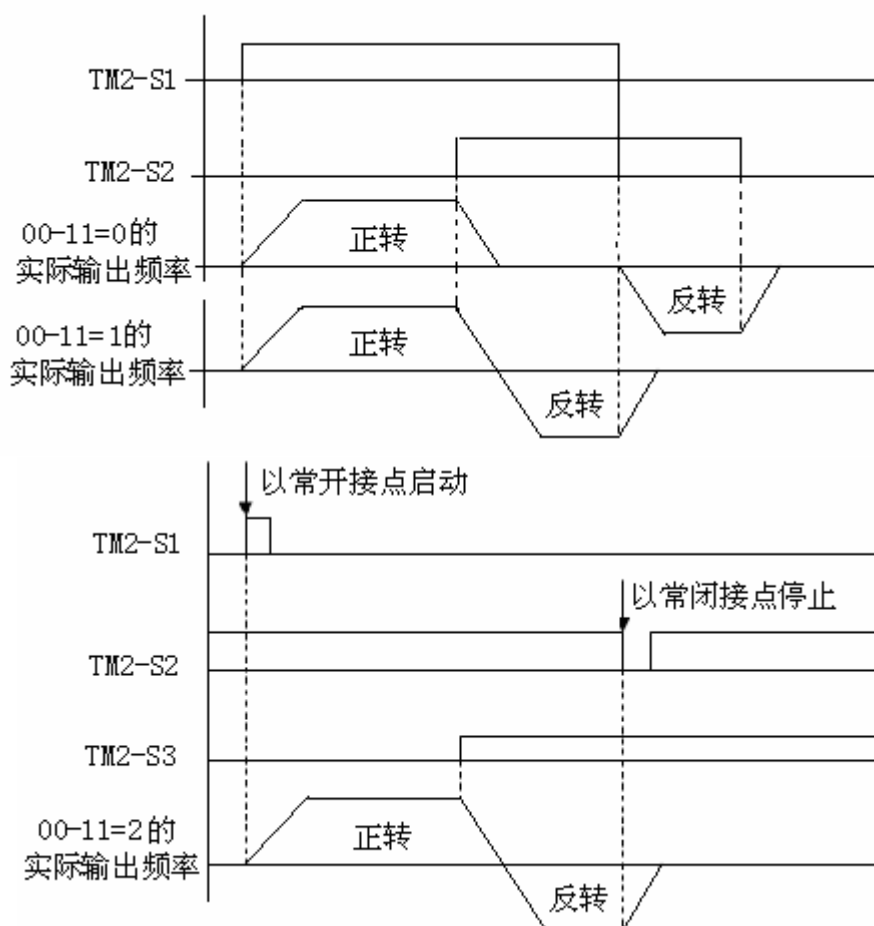 TM2-S1
TM2-S2
00-11=0的
实际输出频率
正转
反转
00-11=1的
实际输出频率
正转
反转
以常开接点启动
TM2-S1
以常闭接点停止
TM2-S2
TM2-S3
00-11=2的
实际输出频率
正转
反转